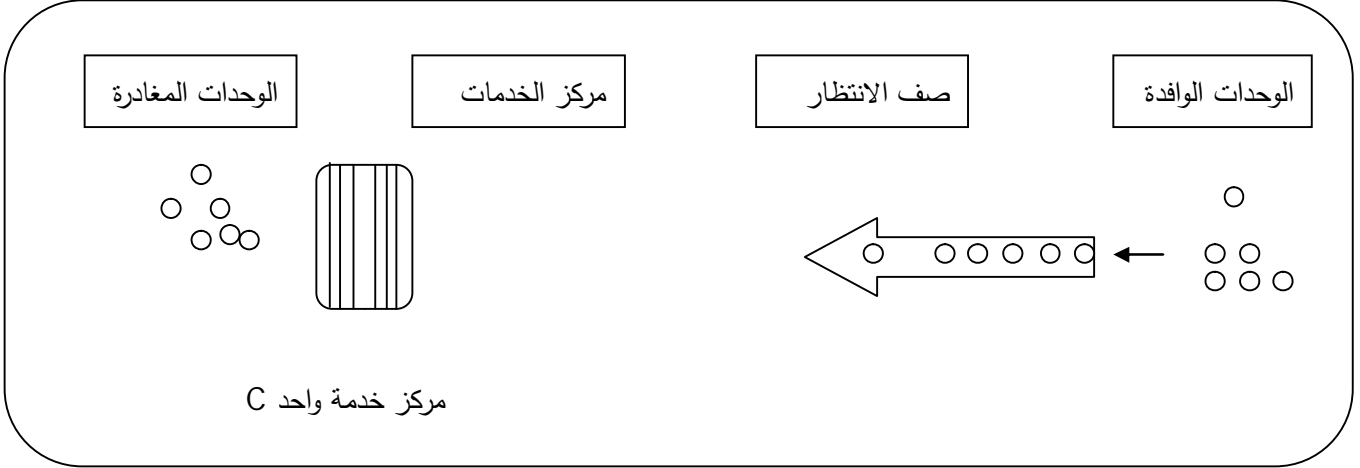 الوحدات الوافدة
صف الانتظار
مركز الخدمات
الوحدات المغادرة
مركز خدمة واحد C